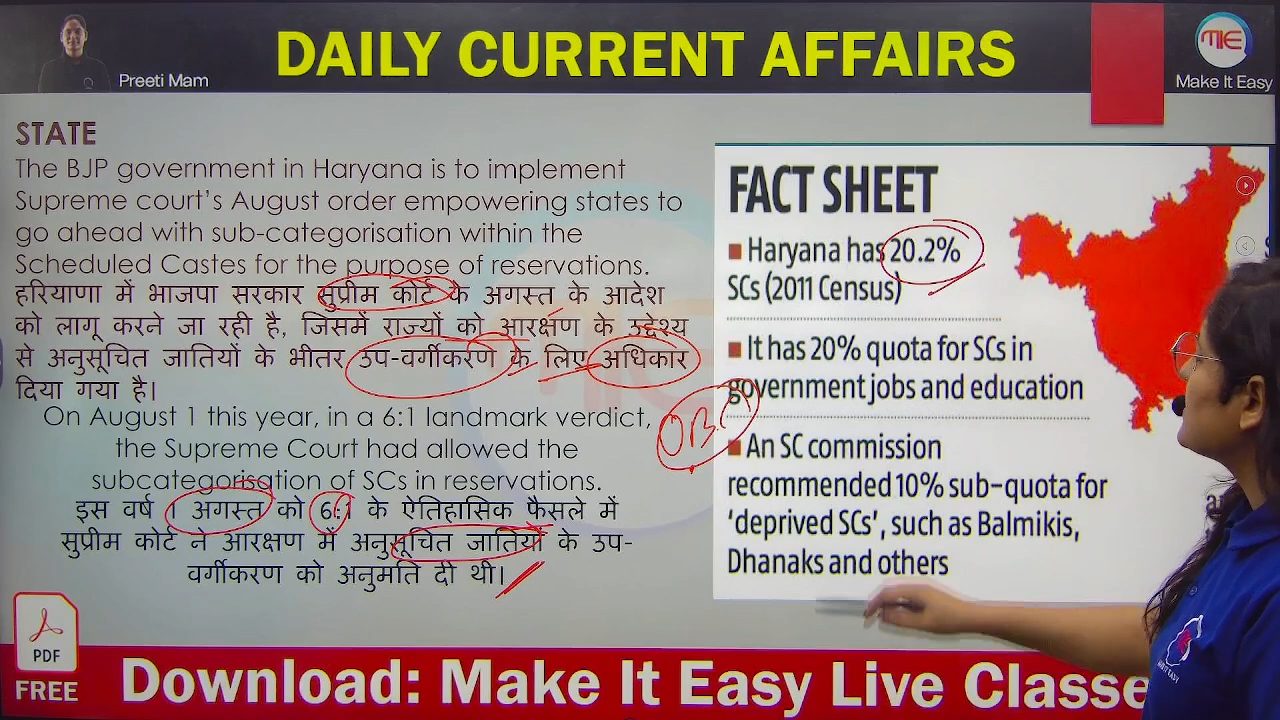 Preeti Mam
DAILY CURRENT AFFAIRS
MIE
Make It Easy
STATE
The BJP government in Haryana is to implement
Supreme court's August order empowering states to
go ahead with sub-categorisation within the
Scheduled Castes for the purpose of reservations.
हरियाणा में भाजपा सरकार सुप्रीम कोर्ट के अगस्त के आदेश
को लागू करने जा रही है, जिसमें राज्यों को आरक्षण के उद्देश्य
से अनुसूचित जातियों के भीतर उप-वर्गीकरण के लिए अधिकार
दिया गया है।
On August 1 this year, in a 6:1 landmark verdict,
the Supreme Court had allowed the
subcategorisation of SCs in reservations.
इस वर्ष 1 अगस्त को 6:1 के ऐतिहासिक फैसले में
सुप्रीम कोर्ट ने आरक्षण में अनुसूचित जातियों के उप-
वर्गीकरण को अनुमति दी थी।
OBC
FACT SHEET
Haryana has 20.2%
SCs (2011 Census)
It has 20% quota for SCs in
government jobs and education
An SC commission
recommended 10% sub-quota for
'deprived SCs', such as Balmikis,
Dhanaks and others
PDF
FREE
Download: Make It Easy Live Classe